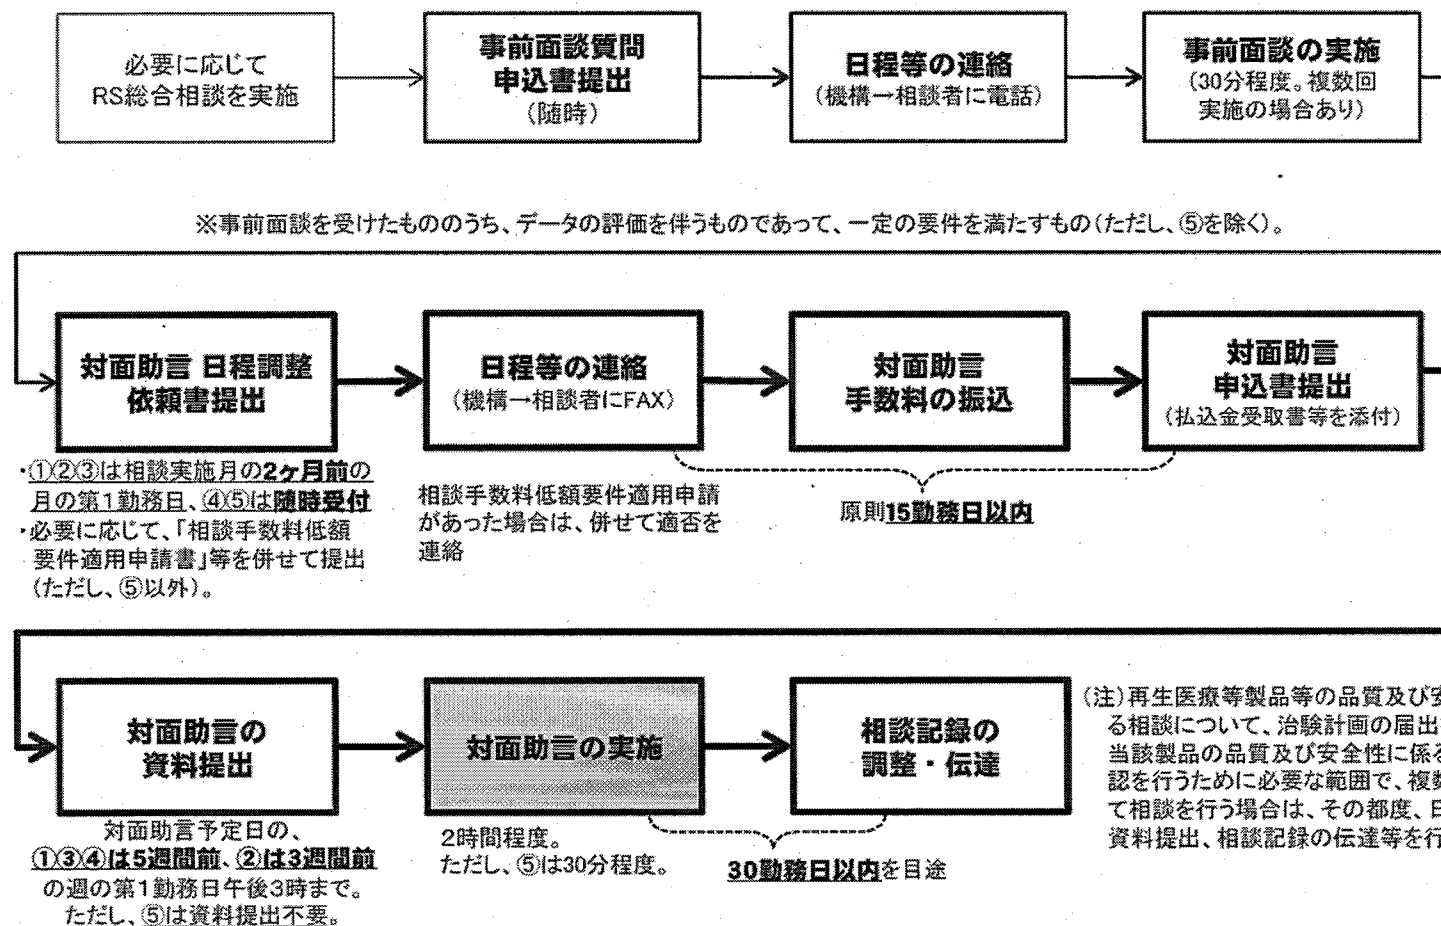 必要に応じて
RS総合相談を実施
事前面談質問
申込書提出
(随時)
日程等の連絡
(機構→相談者に電話)
事前面談の実施
(30分程度。複数回
実施の場合あり)
※事前面談を受けたもののうち、データの評価を伴うものであって、一定の要件を満たすもの(ただし、⑤を除く)。
対面助言 日程調整
依頼書提出
・①②③は相談実施月の2ヶ月前の
月の第1勤務日、④⑤は随時受付
・必要に応じて、「相談手数料低額
要件適用申請書」等を併せて提出
(ただし、⑤以外)。
日程等の連絡
(機構→相談者にFAX)
相談手数料低額要件適用申請
があった場合は、併せて適否を
連絡
対面助言
手数料の振込
対面助言
申込書提出
(払込金受取書等を添付)
原則15勤務日以内
対面助言の
資料提出
対面助言予定日の、
①③④は5週間前、②は3週間前
の週の第1勤務日午後3時まで。
ただし、⑤は資料提出不要。
対面助言の実施
2時間程度。
ただし、⑤は30分程度。
相談記録の
調整・伝達
30勤務日以内を目途
(注)再生医療等製品等の品質及び安
る相談について、治験計画の届出
当該製品の品質及び安全性に係る
認を行うために必要な範囲で、複数
て相談を行う場合は、その都度、日
資料提出、相談記録の伝達等を行